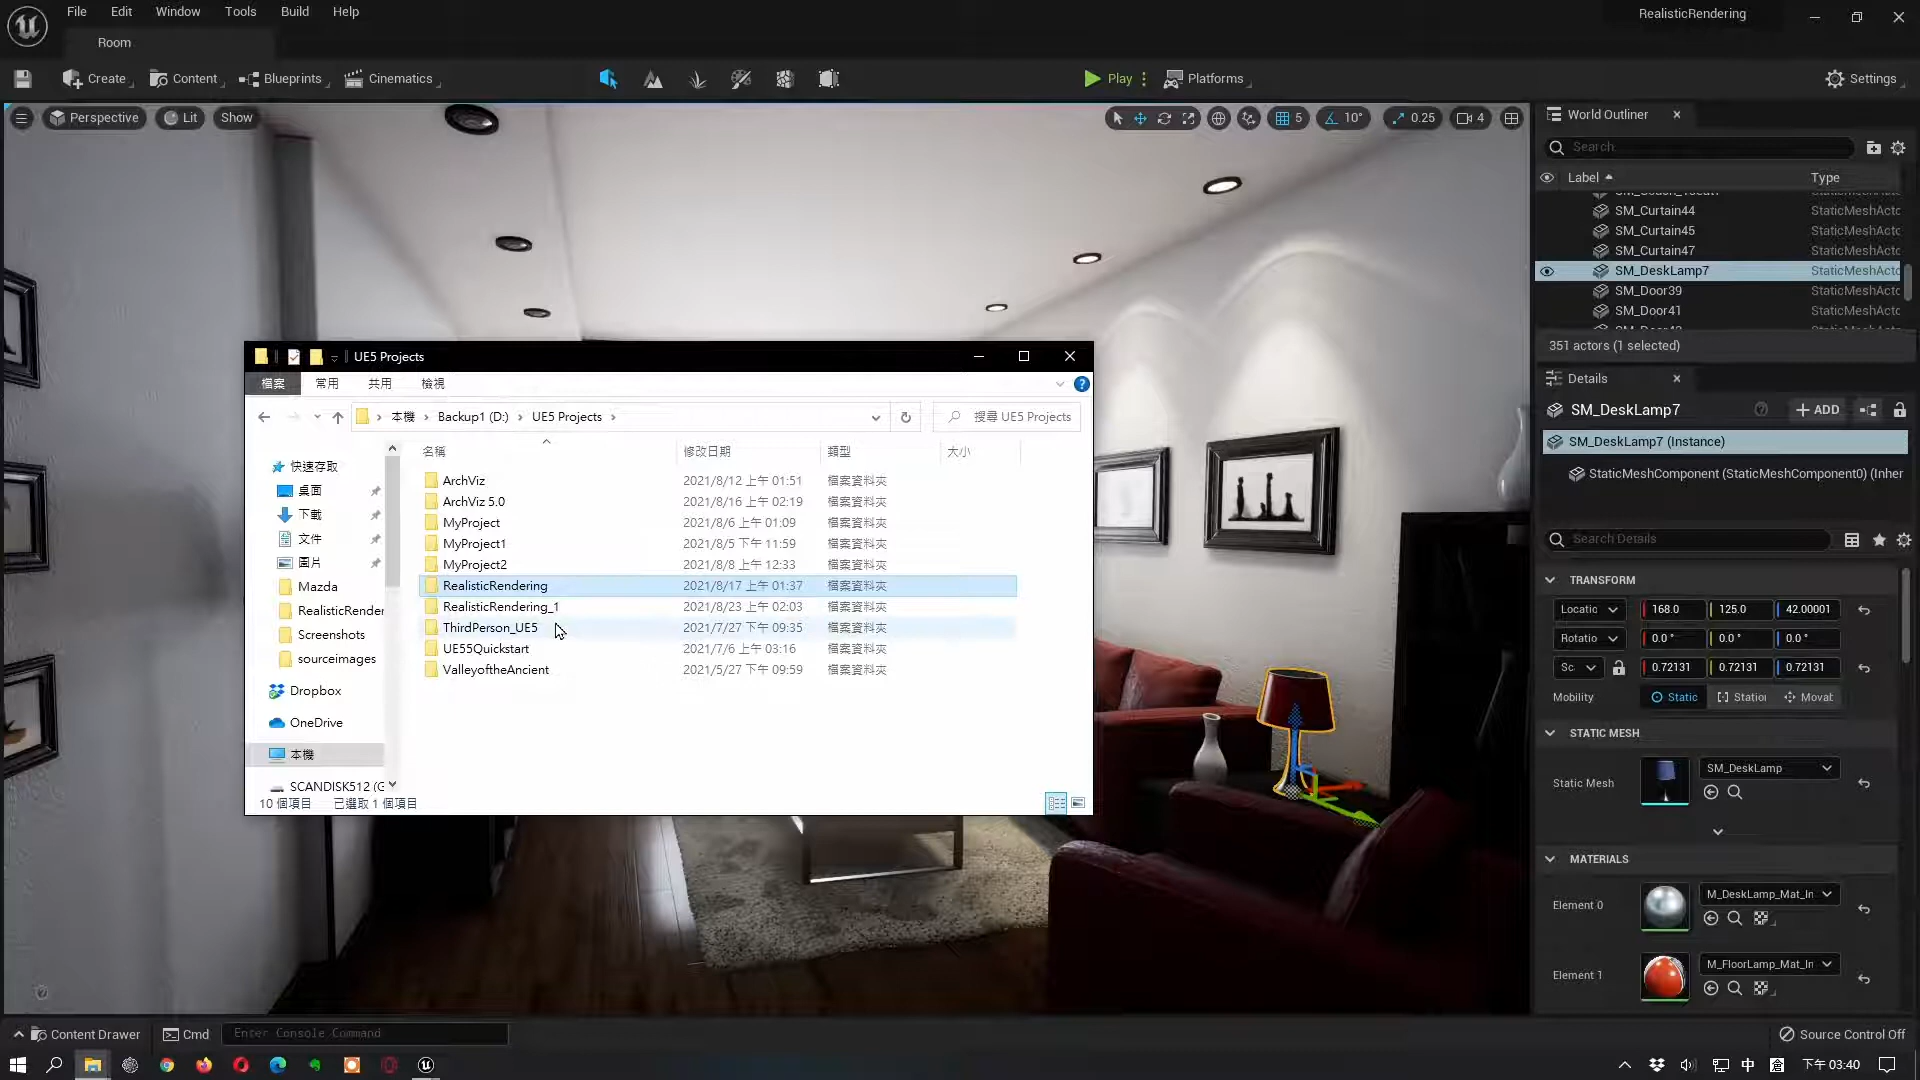 File Edit Window Tools Build Help
RealisticRendering
Room
Create Content Blueprints Cinematics Play Platforms Settings
Perspective Lit Show 5 10° 0.25 4
World Outliner
Search
Label Type
SM_Curtain44 StaticMeshActo
SM_Curtain45 StaticMeshActo
SM_Curtain47 StaticMeshActo
SM_DeskLamp7 StaticMeshActo
SM_Door39 StaticMeshActo
SM_Door41 StaticMeshActo
351 actors (1 selected)
Details
SM_DeskLamp7 ADD
SM_DeskLamp7 (Instance)
StaticMeshComponent (StaticMeshComponent0) (Inher
Search Details
TRANSFORM
Locatio 168.0 125.0 42.00001
Rotatio 0.0 ° 0.0 ° 0.0 °
Sc. 0.72131 0.72131 0.72131
Mobility Static Statio Movab
STATIC MESH
Static Mesh SM_DeskLamp
MATERIALS
Element 0 M_DeskLamp_Mat_In
Element 1 M_FloorLamp_Mat_In
UE5 Projects
檔案 常用 共用 檢視
本機 Backup1 (D:) UE5 Projects 搜尋 UE5 Projects
名稱 修改日期 類型 大小
快速存取
桌面
下載
文件
圖片
Mazda
RealisticRender
Screenshots
sourceimages
Dropbox
OneDrive
本機
SCANDISK512 (G
ArchViz 2021/8/12 上午 01:51 檔案資料夾
ArchViz 5.0 2021/8/16 上午 02:19 檔案資料夾
MyProject 2021/8/6 上午 01:09 檔案資料夾
MyProject1 2021/8/5 下午 11:59 檔案資料夾
MyProject2 2021/8/8 上午 12:33 檔案資料夾
RealisticRendering 2021/8/17 上午 01:37 檔案資料夾
RealisticRendering_1 2021/8/23 上午 02:03 檔案資料夾
ThirdPerson_UE5 2021/7/27 下午 09:35 檔案資料夾
UE55Quickstart 2021/7/6 上午 03:16 檔案資料夾
ValleyoftheAncient 2021/5/27 下午 09:59 檔案資料夾
10 個項目 已選取 1 個項目
Content Drawer Cmd Enter Console Command Source Control Off
中 下午 03:40